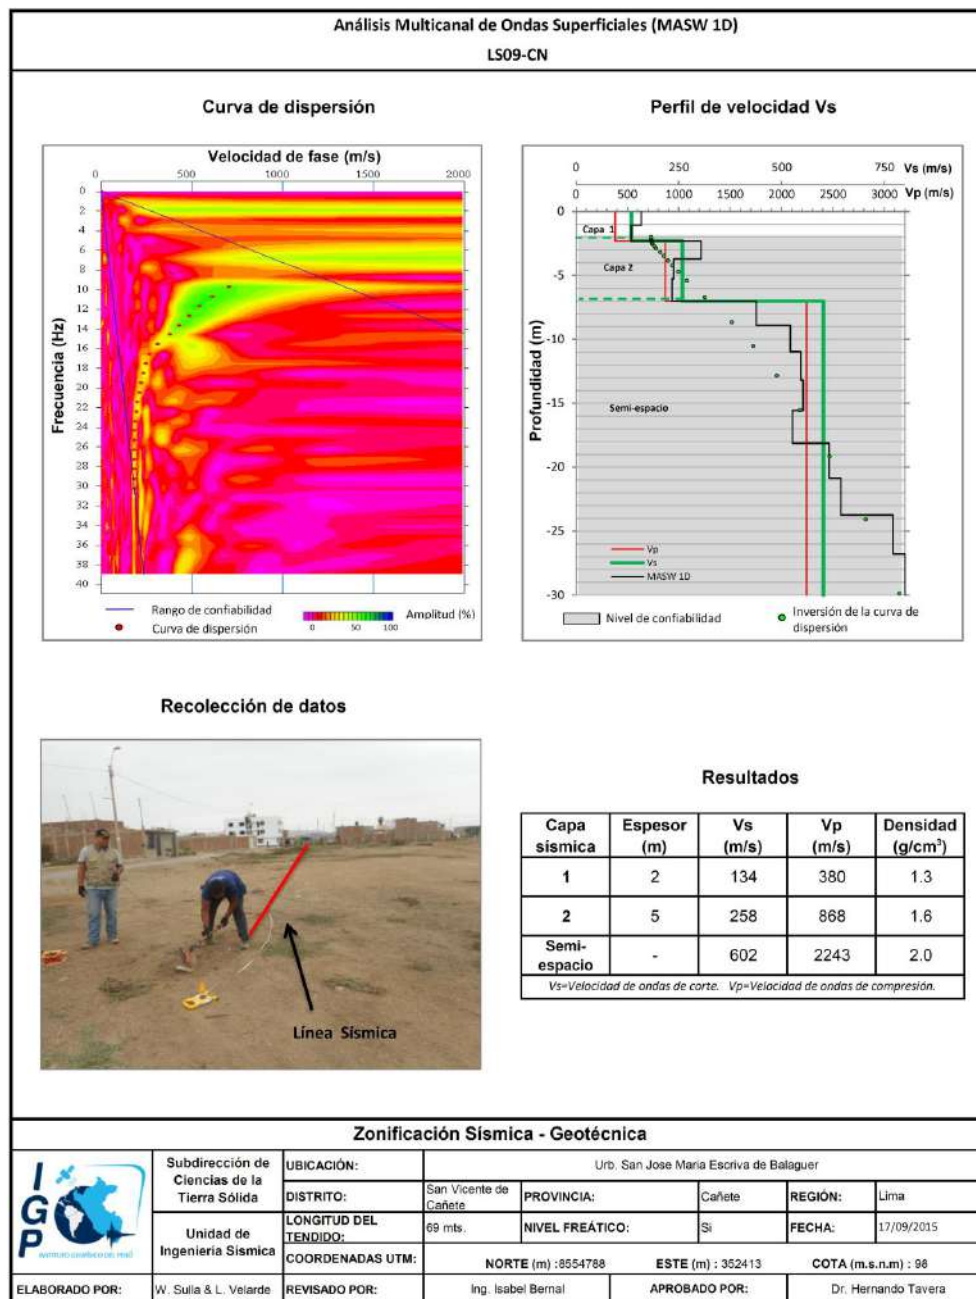 Análisis Multicanal de Ondas Superficiales (MASW 1D)
LS09-CN
Curva de dispersión
Velocidad de fase (m/s)
0 500 1000 1500 2000
Frecuencia (Hz)
0
2
4
6
8
10
12
14
16
18
20
22
24
26
28
30
32
34
36
38
40
Rango de confiabilidad
Curva de dispersión
Amplitud (%)
0 50 100
Perfil de velocidad Vs
0 250 500 750 Vs (m/s)
0 500 1000 1500 2000 2500 3000 Vp (m/s)
Profundidad (m)
0
-5
-10
-15
-20
-25
-30
Capa 1
Capa 2
Semi-espacio
Vp
Vs
MASW 1D
Nivel de confiabilidad
Inversión de la curva de
dispersión
Recolección de datos
Línea Sísmica
Resultados
Capa sismica Espesor (m) Vs (m/s) Vp (m/s) Densidad (g/cm³)
1 2 134 380 1.3
2 5 258 868 1.6
Semi-espacio - 602 2243 2.0
Vs=Velocidad de ondas de corte. Vp=Velocidad de ondas de compresión.
Zonificación Sísmica - Geotécnica
IGP
Subdirección de
Ciencias de la
Tierra Sólida
Unidad de
Ingenieria Sismica
UBICACIÓN: Urb. San Jose Maria Escriva de Balaguer
DISTRITO: San Vicente de Cañete PROVINCIA: Cañete REGIÓN: Lima
LONGITUD DEL TENDIDO: 69 mts. NIVEL FREÁTICO: Si FECHA: 17/09/2015
COORDENADAS UTM: NORTE (m) :8554788 ESTE (m) : 352413 COTA (m.s.n.m) : 98
ELABORADO POR: W. Sulla & L. Velarde REVISADO POR: Ing. Isabel Bernal APROBADO POR: Dr. Hernando Tavera